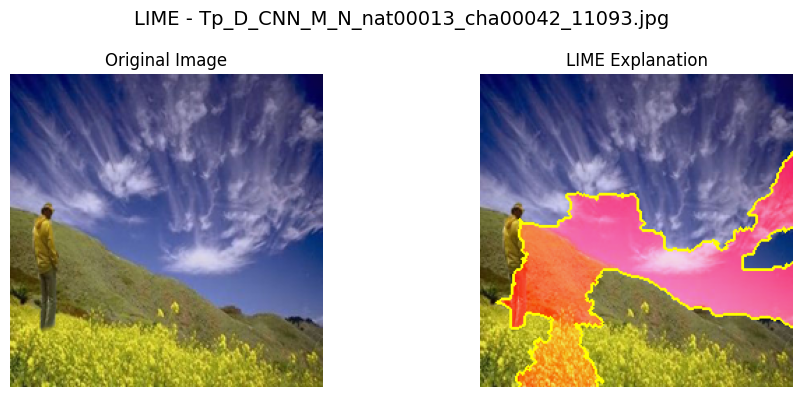 LIME - Tp_D_CNN_M_N_nat00013_cha00042_11093.jpg
Original Image
LIME Explanation